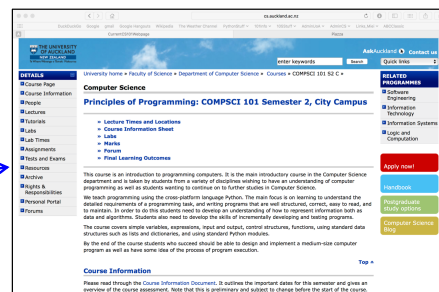 cs.auckland.ac.nz
CurrentS101Webpage
Piazza
THE UNIVERSITY
OF AUCKLAND
NEW ZEALAND
AskAuckland Contact us
enter keywords
Search
Quick links
DETAILS
Course Page
Course Information
People
Lectures
Tutorials
Labs
Lab Times
Assignments
Tests and Exams
Resources
Archive
Rights &
Responsibilities
Personal Portal
Forums
University home » Faculty of Science » Department of Computer Science » Courses » COMPSCI 101 S2 C »
Computer Science
Principles of Programming: COMPSCI 101 Semester 2, City Campus
» Lecture Times and Locations
» Course Information Sheet
» Labs
» Marks
» Forum
» Final Learning Outcomes
This course is an introduction to programming computers. It is the main introductory course in the Computer Science
department and is taken by students from a variety of disciplines wishing to have an understanding of computer
programming as well as students wanting to continue on to further studies in Computer Science.
We teach programming using the cross-platform language Python. The main focus is on learning to understand the
detailed requirements of a programming task, and writing programs that are well structured, correct, easy to read, and
to maintain. In order to do this students need to develop an understanding of how to represent information both as
data and algorithms. Students also need to develop the skills of incrementally developing and testing programs.
The course covers simple variables, expressions, input and output, control structures, functions, using standard data
structures such as lists and dictionaries, and using standard Python modules.
By the end of the course students who succeed should be able to design and implement a medium-size computer
program as well as have some idea of the process of program execution.
Top
Course Information
Please read through the Course Information Document. It outlines the important dates for this semester and gives an
overview of the course assessment. Note that this is preliminary and subject to change before the start of the course.
RELATED
PROGRAMMES
Software
Engineering
Information
Technology
Information Systems
Logic and
Computation
Apply now!
Handbook
Postgraduate
study options
Computer Science
Blog